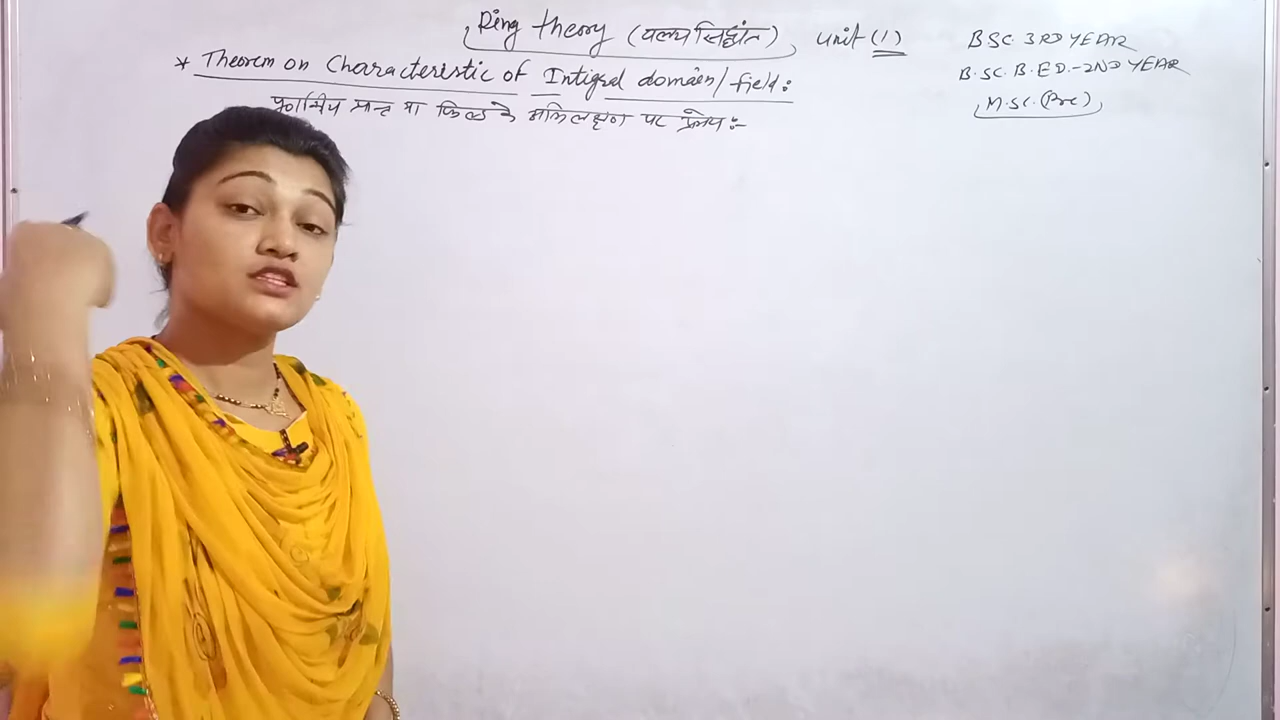 Ring theory (वलय सिद्धांत) unit (1)
* Theorem on Characteristic of Intigral domain/field:
प्रान्त या फिल्ड के अभिलक्षण पर प्रमेय :-
BSC 3RD YEAR
B.SC.B.ED.-2ND YEAR
M.SC.(Pre)